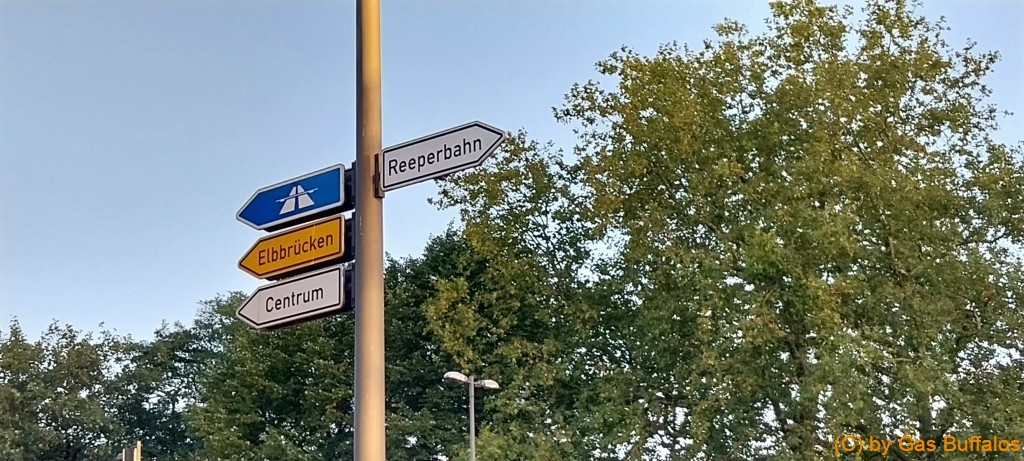 Reeperbahn
Elbbrücken
Centrum
(C) by Gas Buffalos